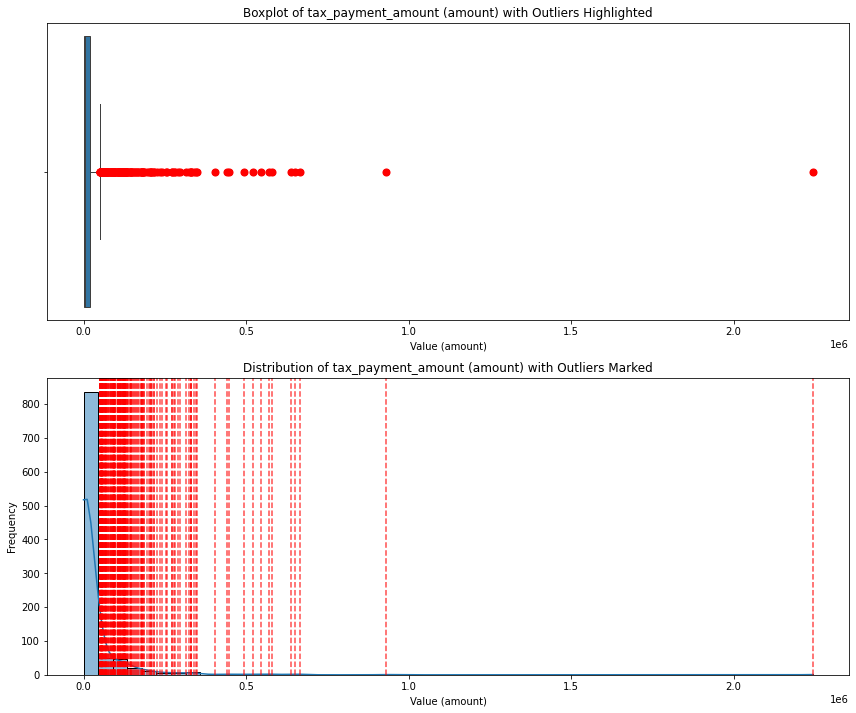 Boxplot of tax_payment_amount (amount) with Outliers Highlighted
0.0 0.5 1.0 1.5 2.0
1e6
Value (amount)
Distribution of tax_payment_amount (amount) with Outliers Marked
800
700
600
500
400
300
200
100
0
Frequency
0.0 0.5 1.0 1.5 2.0
1e6
Value (amount)